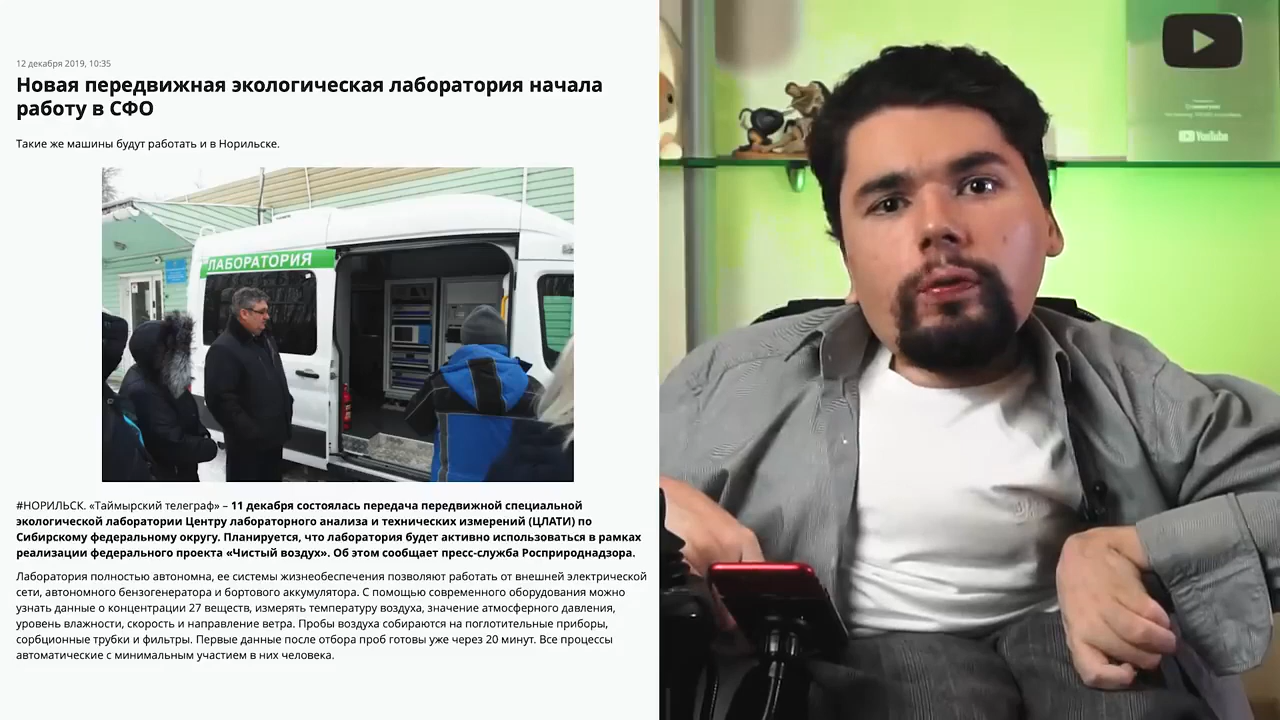 12 декабря 2019, 10:35
Новая передвижная экологическая лаборатория начала
работу в СФО
Такие же машины будут работать и в Норильске.
ЛАБОРАТОРИЯ
#НОРИЛЬСК. «Таймырский телеграф» – 11 декабря состоялась передача передвижной специальной
экологической лаборатории Центру лабораторного анализа и технических измерений (ЦЛАТИ) по
Сибирскому федеральному округу. Планируется, что лаборатория будет активно использоваться в рамках
реализации федерального проекта «Чистый воздух». Об этом сообщает пресс-служба Росприроднадзора.
Лаборатория полностью автономна, ее системы жизнеобеспечения позволяют работать от внешней электрической
сети, автономного бензогенератора и бортового аккумулятора. С помощью современного оборудования можно
узнать данные о концентрации 27 веществ, измерять температуру воздуха, значение атмосферного давления,
уровень влажности, скорость и направление ветра. Пробы воздуха собираются на поглотительные приборы,
сорбционные трубки и фильтры. Первые данные после отбора проб готовы уже через 20 минут. Все процессы
автоматические с минимальным участием в них человека.
YouTube